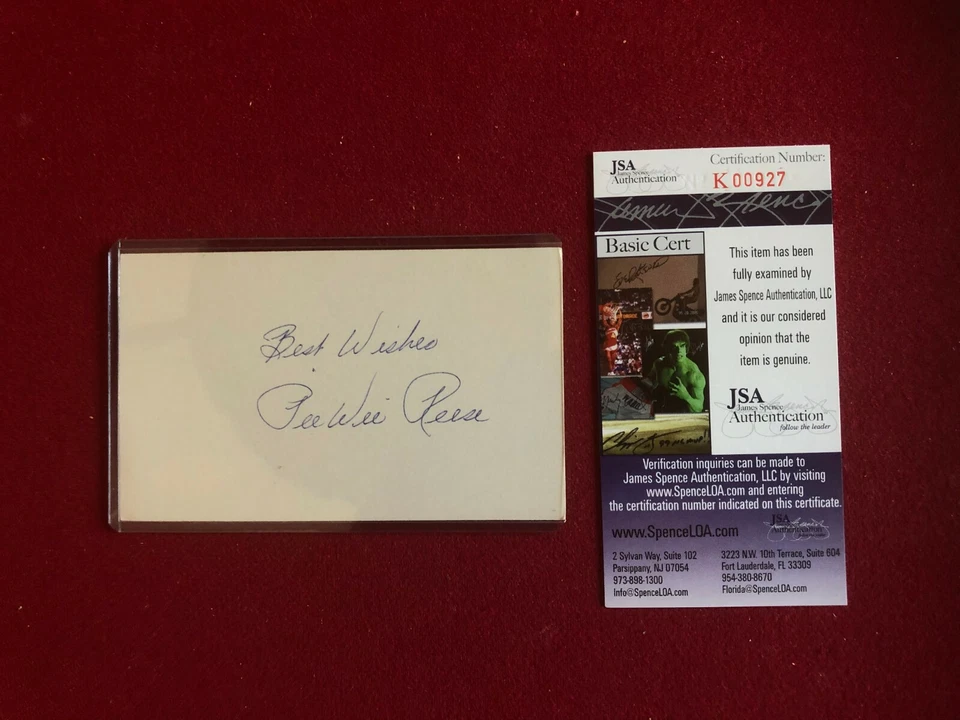 Best Wishes
PeeWee Reese
JSA
James Spence
Authentication
Certification Number:
K00927
James Spence
Basic Cert
This item has been
fully examined by
James Spence Authentication, LLC
and it is our considered
opinion that the
item is genuine.
JSA
James Spence
Authentication
follow the leader
Verification inquiries can be made to
James Spence Authentication, LLC by visiting
www.SpenceLOA.com and entering
the certification number indicated on this certificate.
www.SpenceLOA.com
JSA
Authentication
2 Sylvan Way, Suite 102
Parsippany, NJ 07054
973-898-1300
Info@SpenceLOA.com
3223 N.W. 10th Terrace, Suite 604
Fort Lauderdale, FL 33309
954-380-8670
Florida@SpenceLOA.com